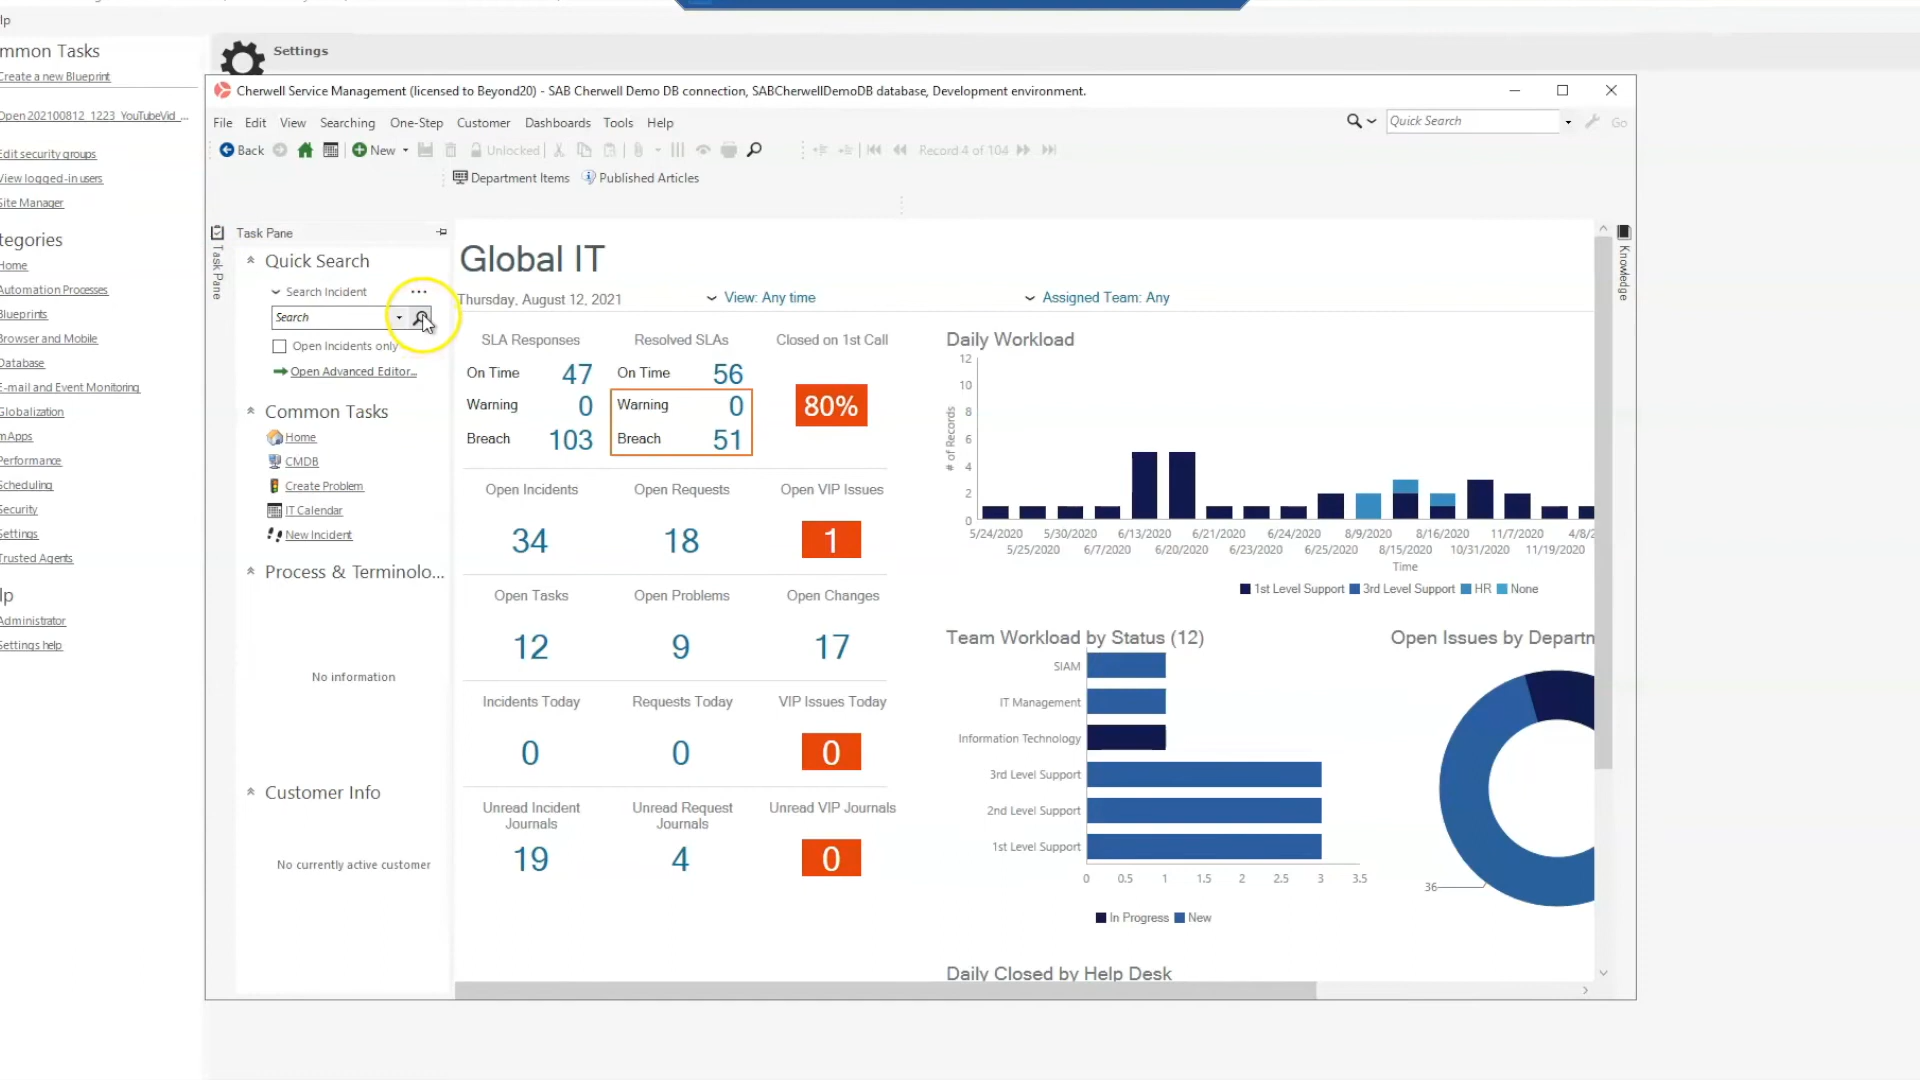 lp
mmon Tasks
Create a new Blueprint
Open 202100812_1223_YouTubeVid_...
Edit security groups
View logged-in users
Site Manager
tegories
Home
Automation Processes
Blueprints
Browser and Mobile
Database
E-mail and Event Monitoring
Globalization
mApps
Performance
Scheduling
Security
Settings
Trusted Agents
lp
Administrator
Settings help
Settings
Cherwell Service Management (licensed to Beyond20) - SAB Cherwell Demo DB connection, SABCherwellDemoDB database, Development environment.
File Edit View Searching One-Step Customer Dashboards Tools Help
Quick Search
Go
Back
New
Unlocked
Record 4 of 104
Department Items
Published Articles
Task Pane
Task Pane
Quick Search
Search Incident
...
Search
Open Incidents only
Open Advanced Editor...
Common Tasks
Home
CMDB
Create Problem
IT Calendar
New Incident
Process & Terminolo...
No information
Customer Info
No currently active customer
Global IT
Thursday, August 12, 2021
View: Any time
Assigned Team: Any
SLA Responses
On Time 47
Warning 0
Breach 103
Resolved SLAs
On Time 56
Warning 0
Breach 51
Closed on 1st Call
80%
Open Incidents
34
Open Requests
18
Open VIP Issues
1
Open Tasks
12
Open Problems
9
Open Changes
17
Incidents Today
0
Requests Today
0
VIP Issues Today
0
Unread Incident
Journals
19
Unread Request
Journals
4
Unread VIP Journals
0
Daily Workload
# of Records
12
10
8
6
4
2
0
5/24/2020 5/30/2020 6/13/2020 6/21/2020 6/24/2020 8/9/2020 8/16/2020 11/7/2020 4/8/2
5/25/2020 6/7/2020 6/20/2020 6/23/2020 6/25/2020 8/15/2020 10/31/2020 11/19/2020
Time
1st Level Support 3rd Level Support HR None
Team Workload by Status (12)
SIAM
IT Management
Information Technology
3rd Level Support
2nd Level Support
1st Level Support
0 0.5 1 1.5 2 2.5 3 3.5
In Progress New
Open Issues by Departn
36
Daily Closed by Help Desk
Knowledge